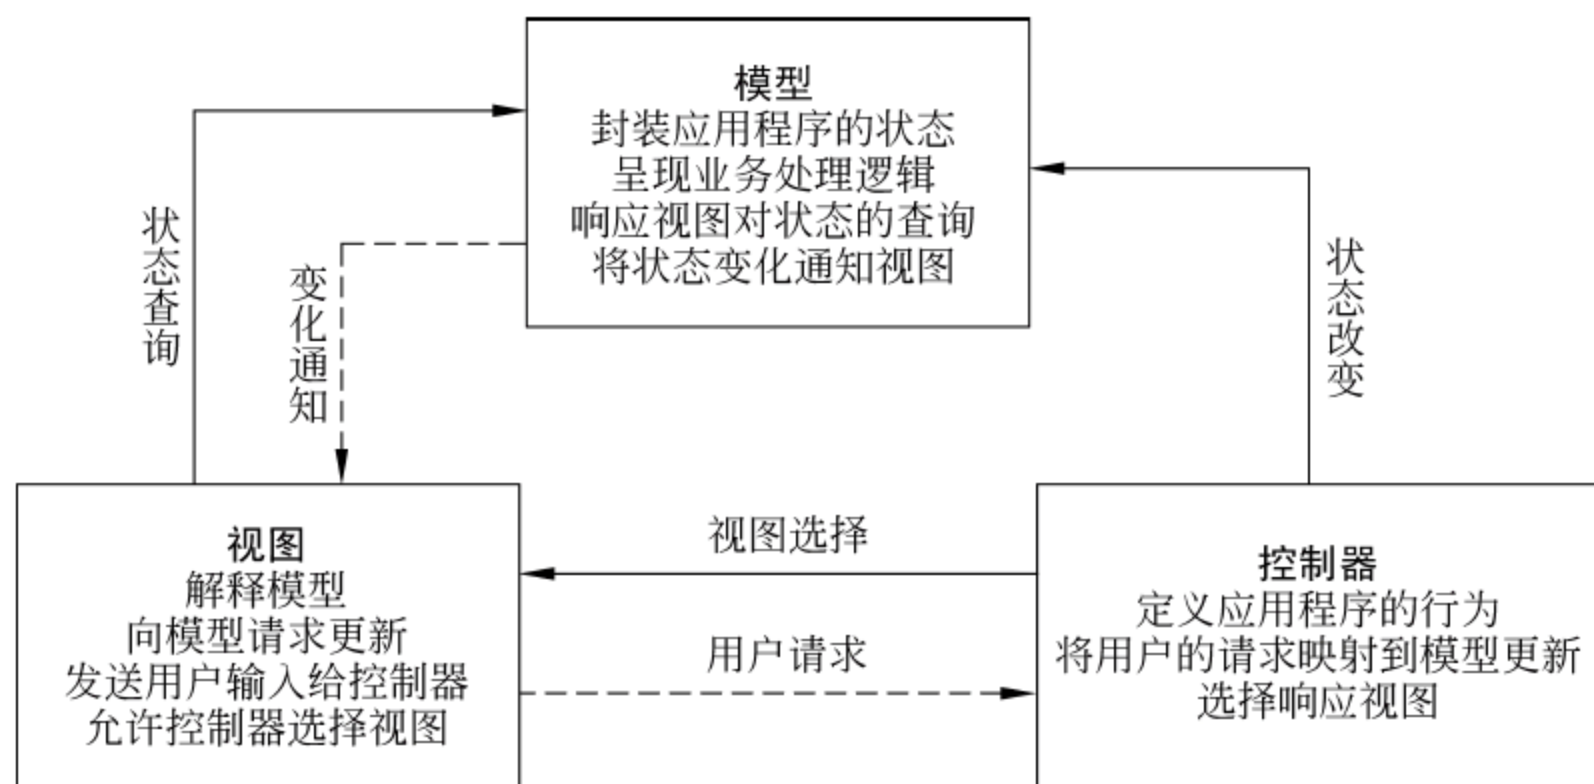 模型
封装应用程序的状态
呈现业务处理逻辑
响应视图对状态的查询
将状态变化通知视图
状态查询
变化通知
状态改变
视图
解释模型
向模型请求更新
发送用户输入给控制器
允许控制器选择视图
视图选择
用户请求
控制器
定义应用程序的行为
将用户的请求映射到模型更新
选择响应视图